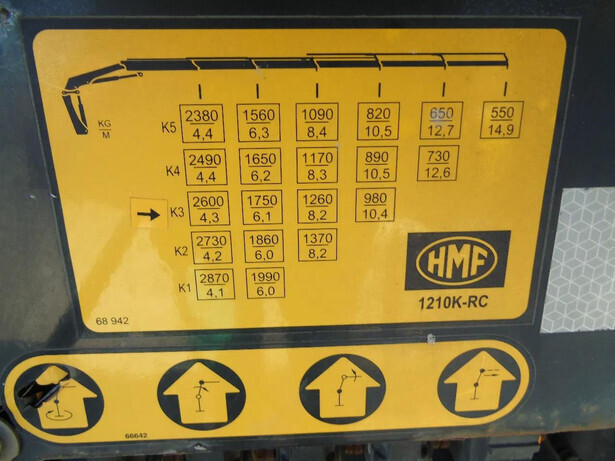 KG
M
K5 2380 1560 1090 820 650 550
4,4 6,3 8,4 10,5 12,7 14,9
K4 2490 1650 1170 890 730
4,4 6,2 8,3 10,5 12,6
K3 2600 1750 1260 980
4,3 6,1 8,2 10,4
K2 2730 1860 1370
4,2 6,0 8,2
K1 2870 1990
4,1 6,0
HMF
1210K-RC
68 942
66642